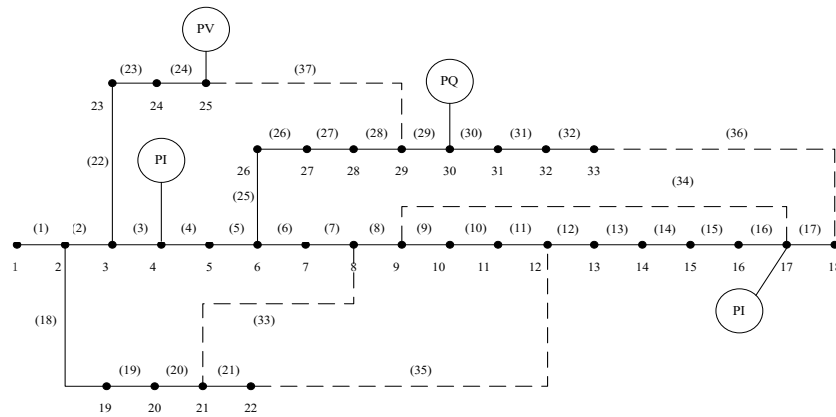 PV
(23) (24) (37)
PQ
23 24 25
(26) (27) (28) (29) (30) (31) (32) (36)
(22) PI
26 27 28 29 30 31 32 33
(25) (34)
(1) (2) (3) (4) (5) (6) (7) (8) (9) (10) (11) (12) (13) (14) (15) (16) (17)
1 2 3 4 5 6 7 8 9 10 11 12 13 14 15 16 17 18
(18) (33) PI
(19) (20) (21) (35)
19 20 21 22